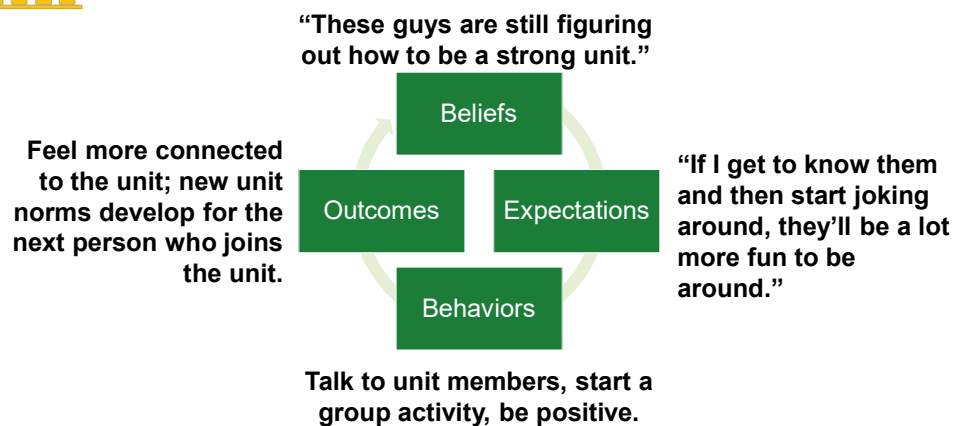 “These guys are still figuring
out how to be a strong unit.”
Beliefs
Feel more connected
to the unit; new unit
norms develop for the
next person who joins
the unit.
Outcomes
Expectations
“If I get to know them
and then start joking
around, they’ll be a lot
more fun to be
around.”
Behaviors
Talk to unit members, start a
group activity, be positive.